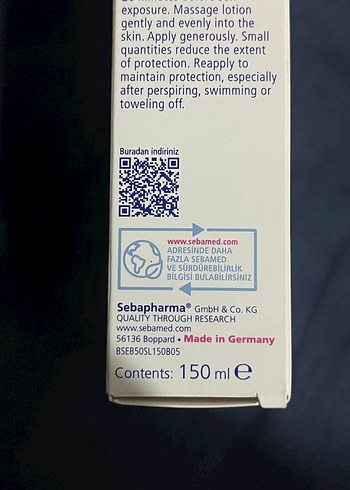 exposure. Massage lotion
gently and evenly into the
skin. Apply generously. Small
quantities reduce the extent
of protection. Reapply to
maintain protection, especially
after perspiring, swimming or
toweling off.
Buradan indiriniz
www.sebamed.com
ADRESİNDE DAHA
FAZLA SEBAMED
VE SÜRDÜREBİLİRLİK
BİLGİSİ BULABİLİRSİNİZ
Sebapharma® GmbH & Co. KG
QUALITY THROUGH RESEARCH
www.sebamed.com
56136 Boppard • Made in Germany
BSEB50SL150B05
Contents: 150 ml ℮